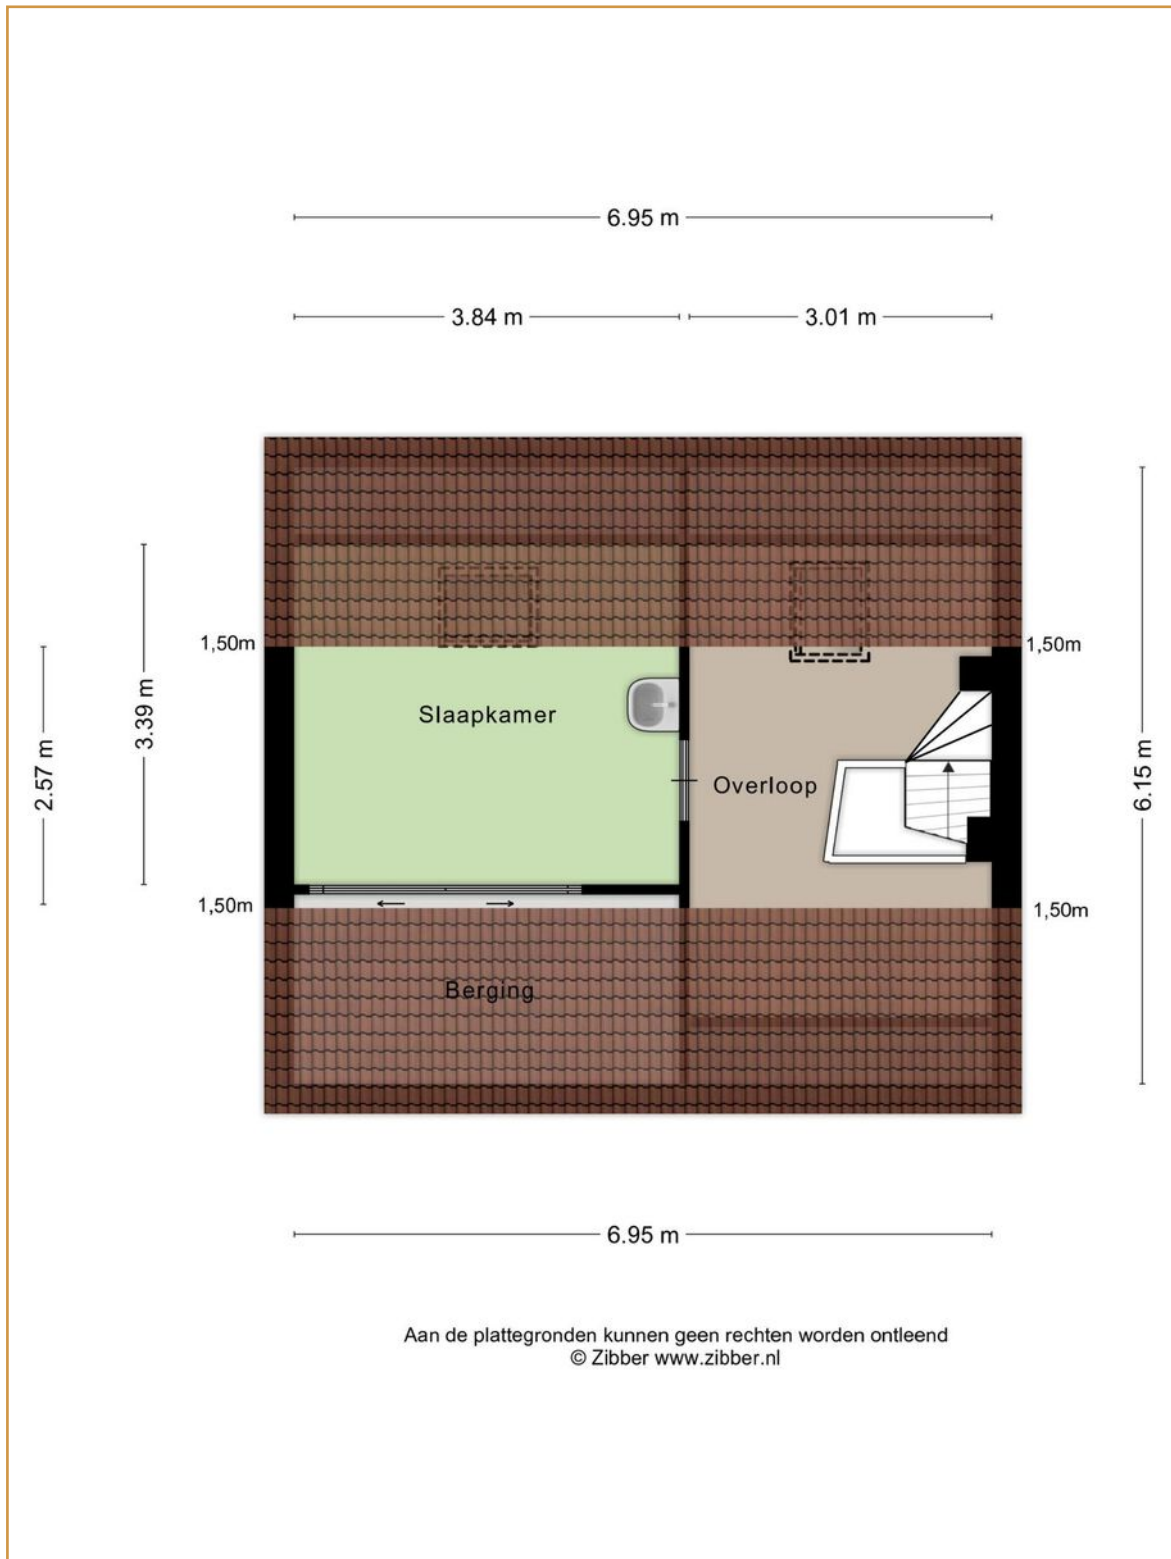 6.95 m
3.84 m
3.01 m
1,50m
1,50m
Slaapkamer
3.39 m
2.57 m
Overloop
6.15 m
1,50m
1,50m
Berging
6.95 m
Aan de plattegronden kunnen geen rechten worden ontleend
© Zibber www.zibber.nl